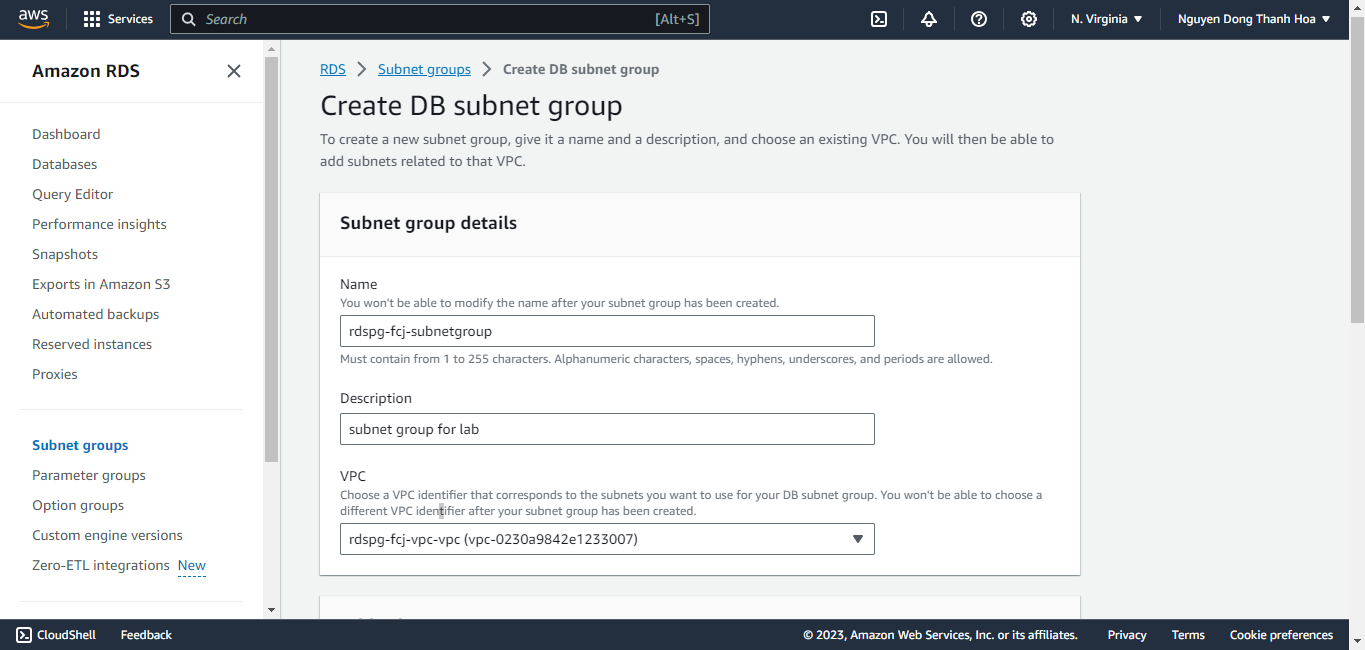 aws
Services
Search
[Alt+S]
N. Virginia
Nguyen Dong Thanh Hoa
Amazon RDS
Dashboard
Databases
Query Editor
Performance insights
Snapshots
Exports in Amazon S3
Automated backups
Reserved instances
Proxies
Subnet groups
Parameter groups
Option groups
Custom engine versions
Zero-ETL integrations New
RDS > Subnet groups > Create DB subnet group
Create DB subnet group
To create a new subnet group, give it a name and a description, and choose an existing VPC. You will then be able to
add subnets related to that VPC.
Subnet group details
Name
You won't be able to modify the name after your subnet group has been created.
rdspg-fcj-subnetgroup
Must contain from 1 to 255 characters. Alphanumeric characters, spaces, hyphens, underscores, and periods are allowed.
Description
subnet group for lab
VPC
Choose a VPC identifier that corresponds to the subnets you want to use for your DB subnet group. You won't be able to choose a
different VPC identifier after your subnet group has been created.
rdspg-fcj-vpc-vpc (vpc-0230a9842e1233007)
CloudShell
Feedback
© 2023, Amazon Web Services, Inc. or its affiliates.
Privacy
Terms
Cookie preferences